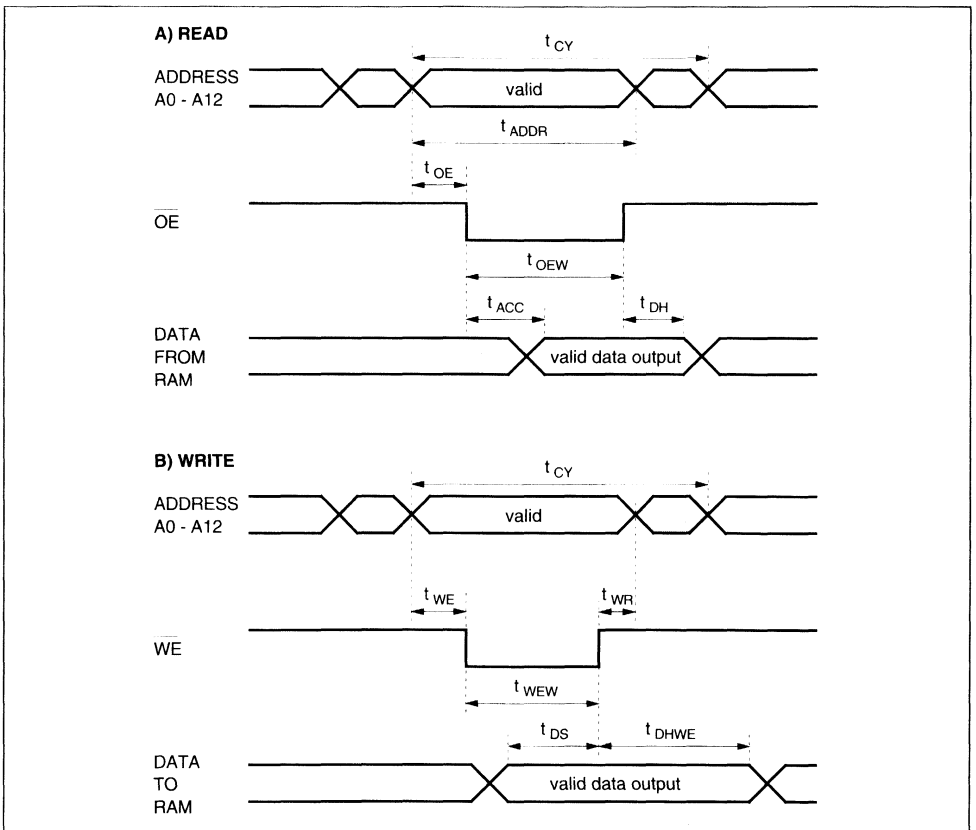 A) READ
t CY
ADDRESS
A0 - A12
valid
t ADDR
t OE
OE
t OEW
t ACC
t DH
DATA
FROM
RAM
valid data output
B) WRITE
t CY
ADDRESS
A0 - A12
valid
t WE
t WR
WE
t WEW
t DS
t DHWE
DATA
TO
RAM
valid data output